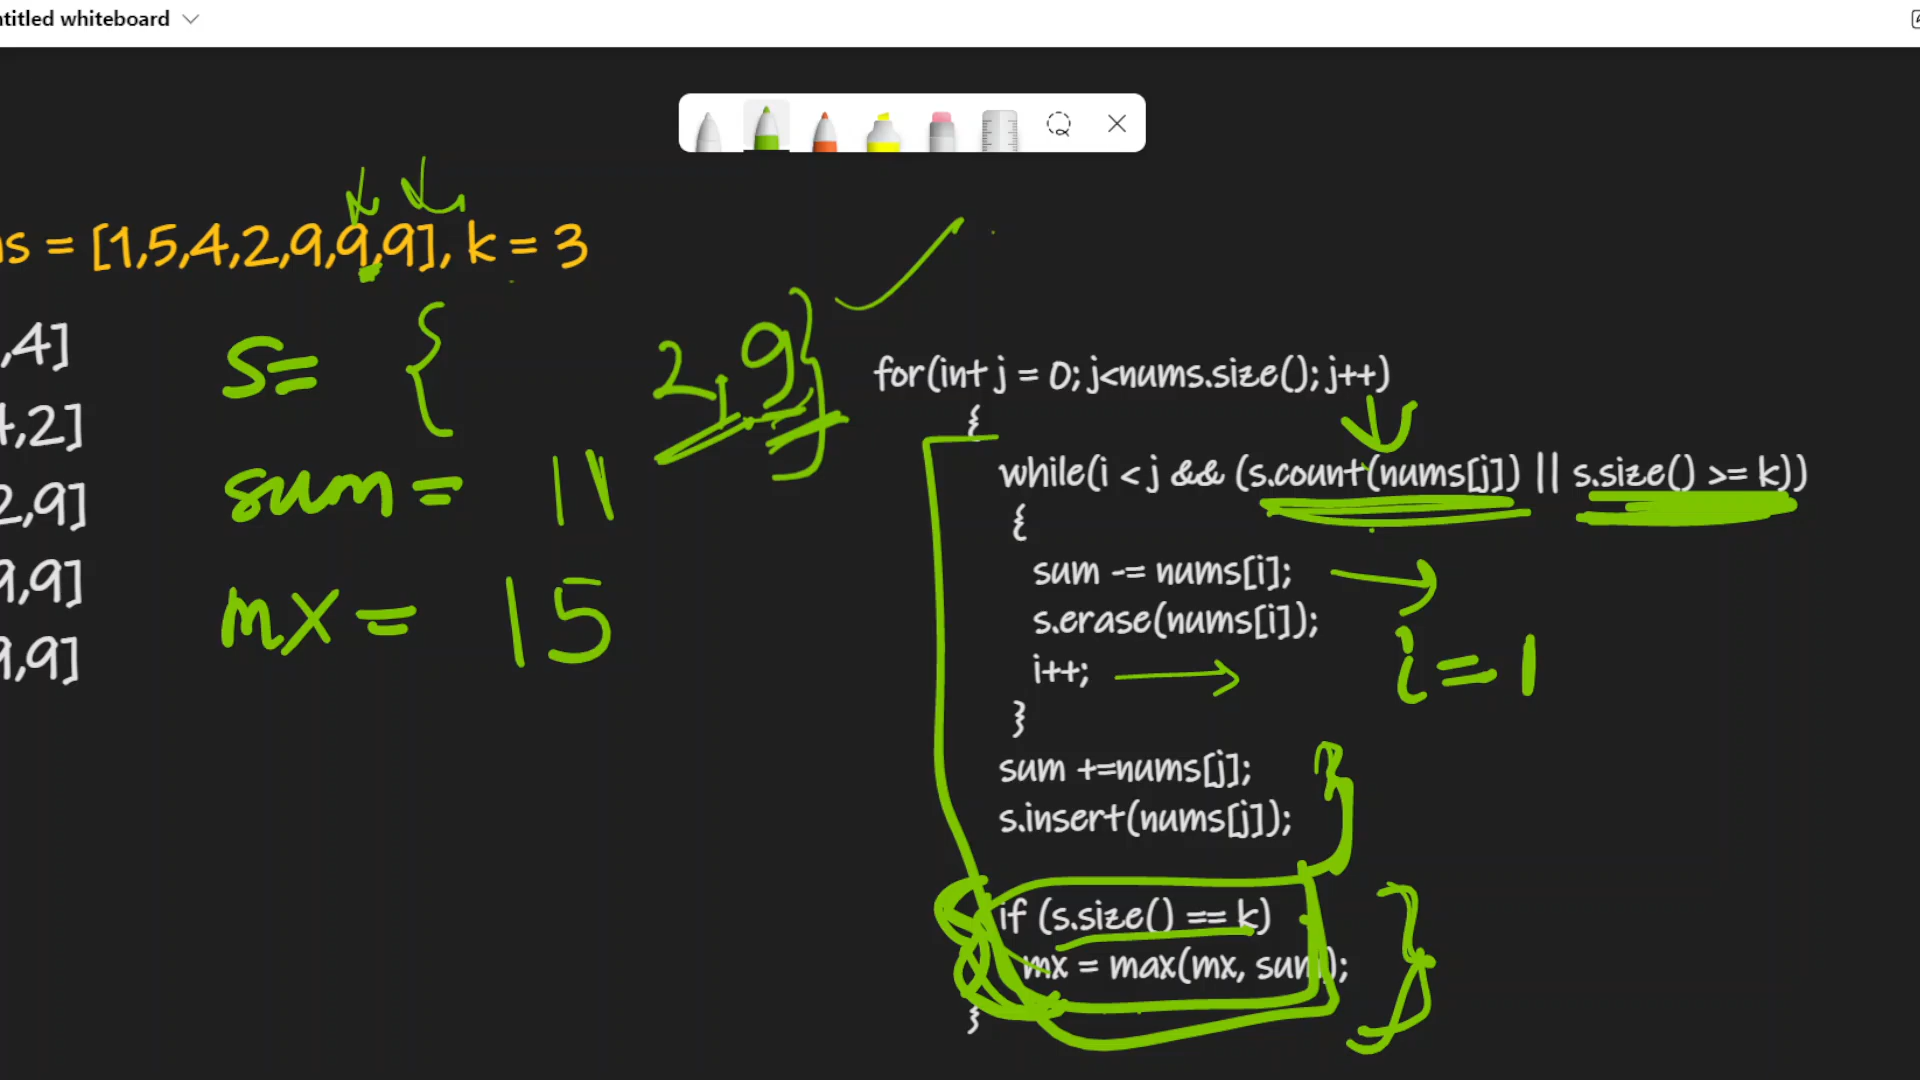 ntitled whiteboard
ns = [1,5,4,2,9,9,9], k = 3
,4]
4,2]
2,9]
9,9]
9,9]
s= { 2,9}
sum= 11
mx= 15
for(int j = 0; j<nums.size(); j++)
{
while(i < j && (s.count(nums[j]) || s.size() >= k))
{
sum -= nums[i];
s.erase(nums[i]);
i++;
i=1
}
sum +=nums[j];
s.insert(nums[j]);
if (s.size() == k)
mx = max(mx, sum);
}